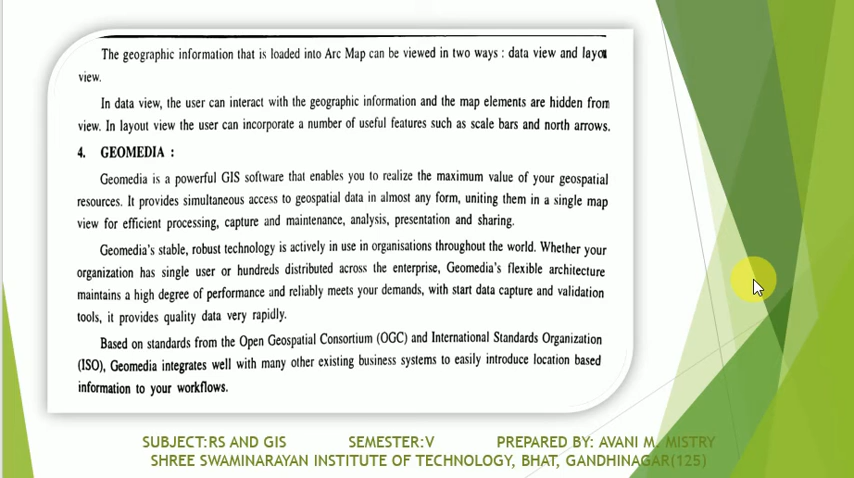 The geographic information that is loaded into Arc Map can be viewed in two ways : data view and layou
view.
In data view, the user can interact with the geographic information and the map elements are hidden from
view. In layout view the user can incorporate a number of useful features such as scale bars and north arrows.
4. GEOMEDIA :
Geomedia is a powerful GIS software that enables you to realize the maximum value of your geospatial
resources. It provides simultaneous access to geospatial data in almost any form, uniting them in a single map
view for efficient processing, capture and maintenance, analysis, presentation and sharing.
Geomedia's stable, robust technology is actively in use in organisations throughout the world. Whether your
organization has single user or hundreds distributed across the enterprise, Geomedia's flexible architecture
maintains a high degree of performance and reliably meets your demands, with start data capture and validation
tools, it provides quality data very rapidly.
Based on standards from the Open Geospatial Consortium (OGC) and International Standards Organization
(ISO), Geomedia integrates well with many other existing business systems to easily introduce location based
information to your workflows.
SUBJECT:RS AND GIS SEMESTER:V PREPARED BY: AVANI M. MISTRY
SHREE SWAMINARAYAN INSTITUTE OF TECHNOLOGY, BHAT, GANDHINAGAR(125)